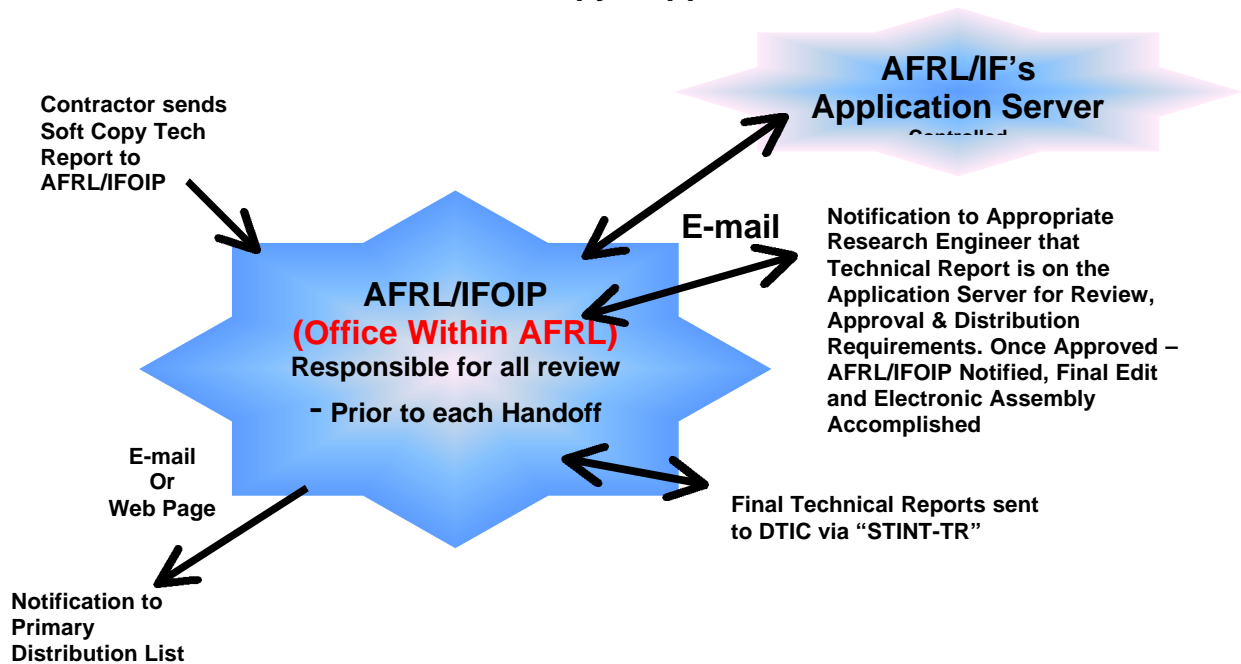 AFRL/IF’s
Application Server
Controlled
Contractor sends
Soft Copy Tech
Report to
AFRL/IFOIP
E-mail
Notification to Appropriate
Research Engineer that
Technical Report is on the
Application Server for Review,
Approval & Distribution
Requirements. Once Approved –
AFRL/IFOIP Notified, Final Edit
and Electronic Assembly
Accomplished
AFRL/IFOIP
(Office Within AFRL)
Responsible for all review
- Prior to each Handoff
E-mail
Or
Web Page
Final Technical Reports sent
to DTIC via “STINT-TR”
Notification to
Primary
Distribution List